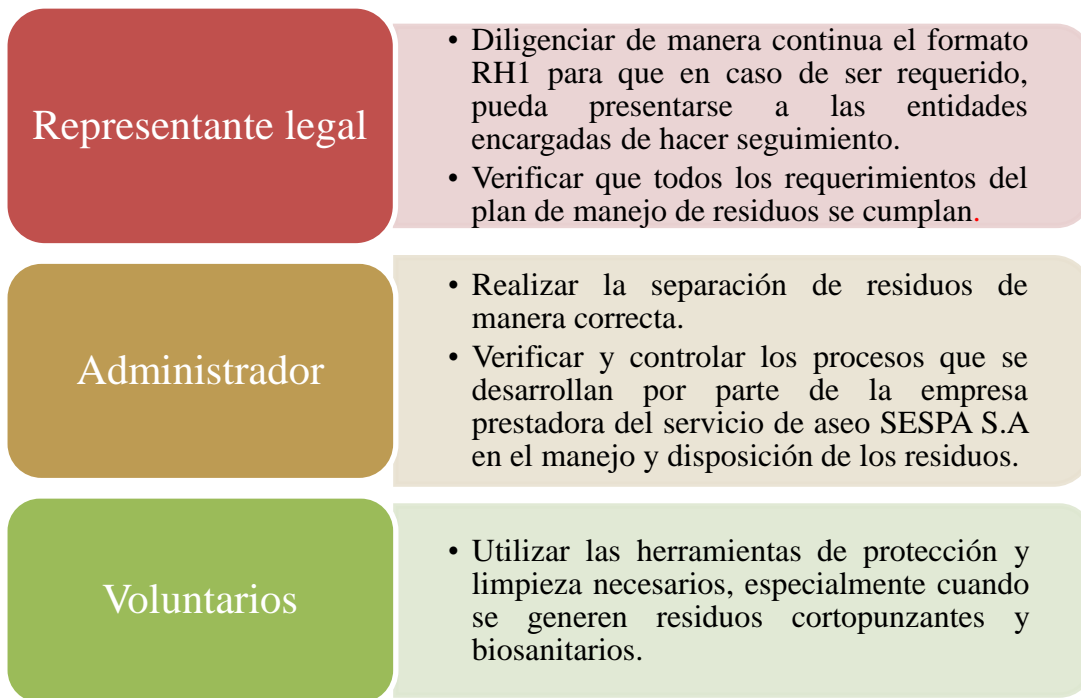 Representante legal
• Diligenciar de manera continua el formato
RH1 para que en caso de ser requerido,
pueda presentarse a las entidades
encargadas de hacer seguimiento.
• Verificar que todos los requerimientos del
plan de manejo de residuos se cumplan.
Administrador
• Realizar la separación de residuos de
manera correcta.
• Verificar y controlar los procesos que se
desarrollan por parte de la empresa
prestadora del servicio de aseo SESPA S.A
en el manejo y disposición de los residuos.
Voluntarios
• Utilizar las herramientas de protección y
limpieza necesarios, especialmente cuando
se generen residuos cortopunzantes y
biosanitarios.